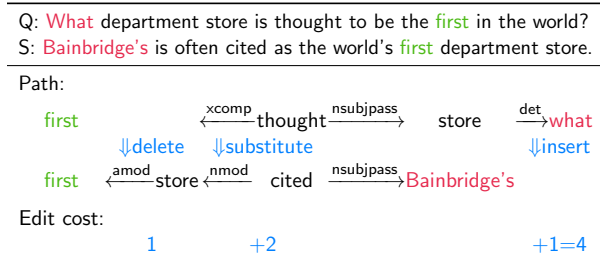 Q: What department store is thought to be the first in the world?
S: Bainbridge's is often cited as the world's first department store.
Path:
xcomp nsubjpass det
first ←thought→ store →what
⇓delete ⇓substitute ⇓insert
amod nmod nsubjpass
first ←store← cited →Bainbridge's
Edit cost:
1 +2 +1=4